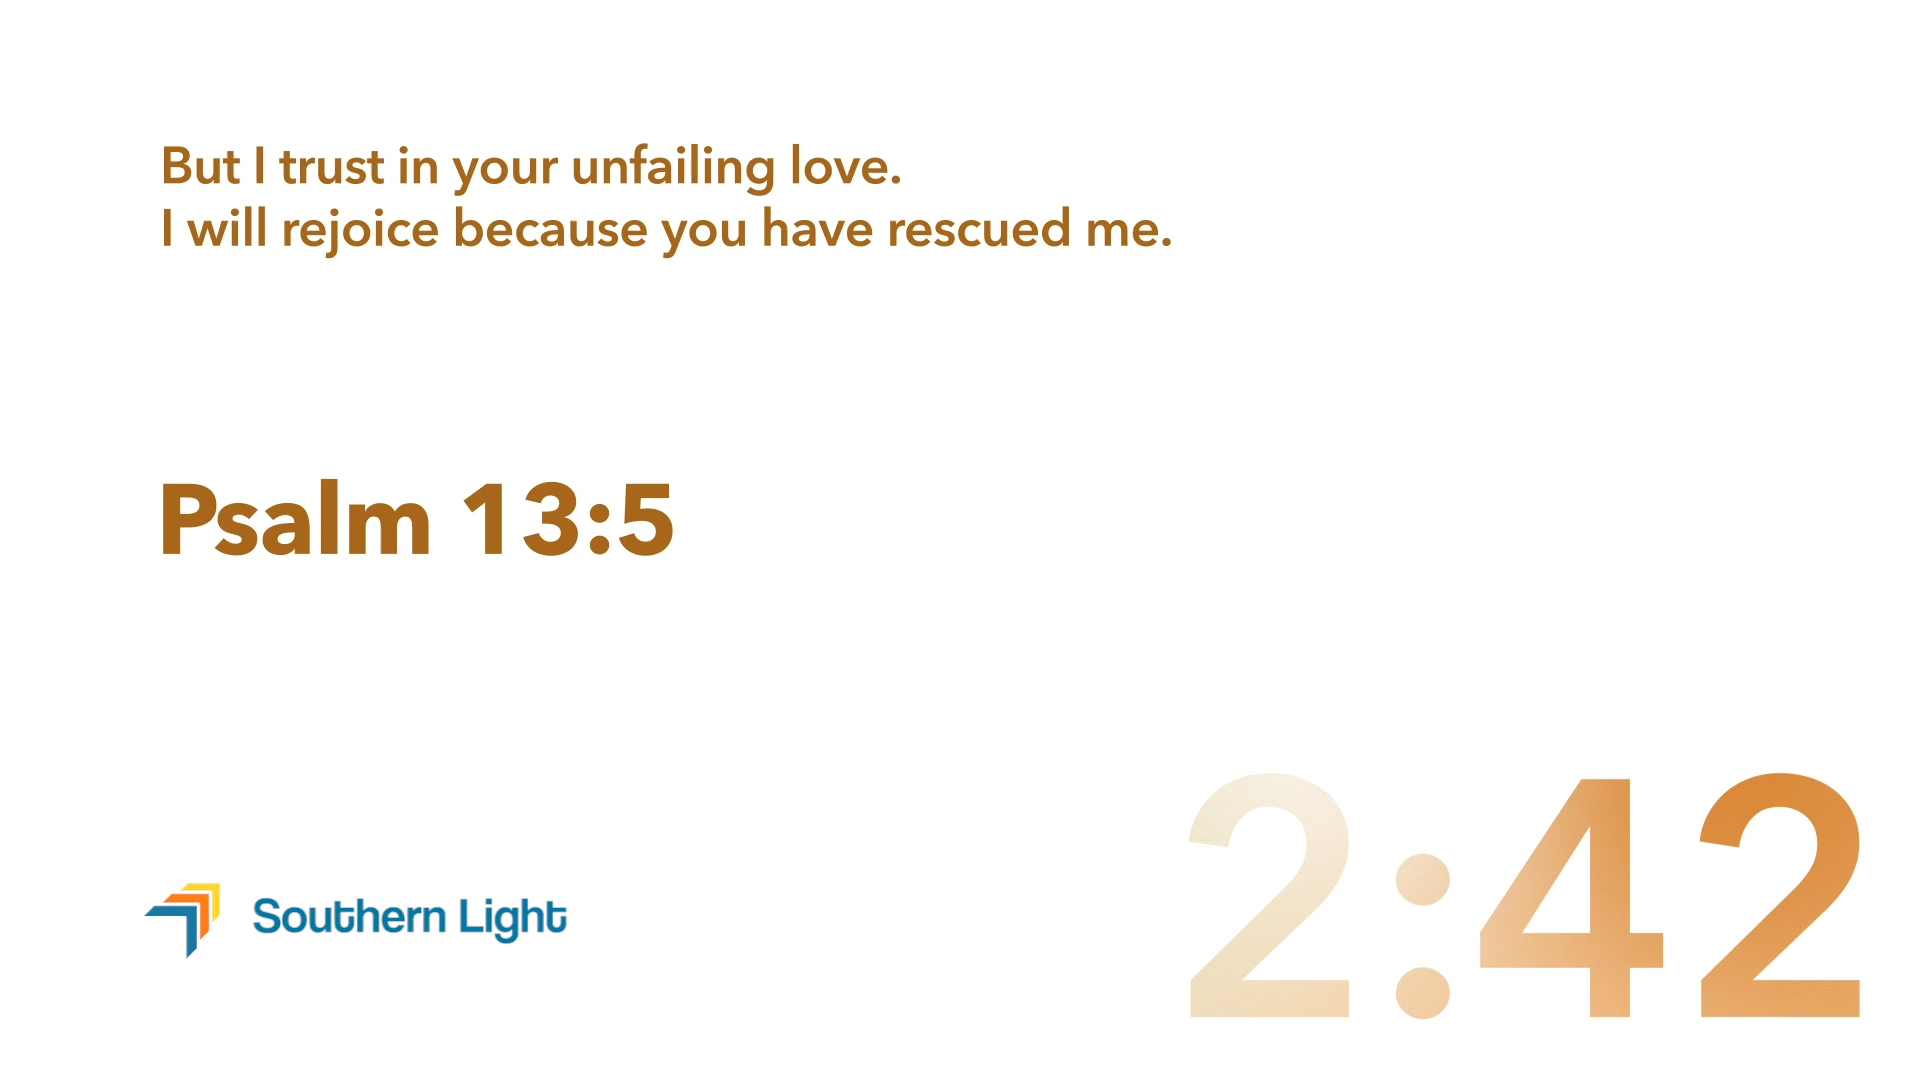 But I trust in your unfailing love.
I will rejoice because you have rescued me.
Psalm 13:5
Southern Light
2:42